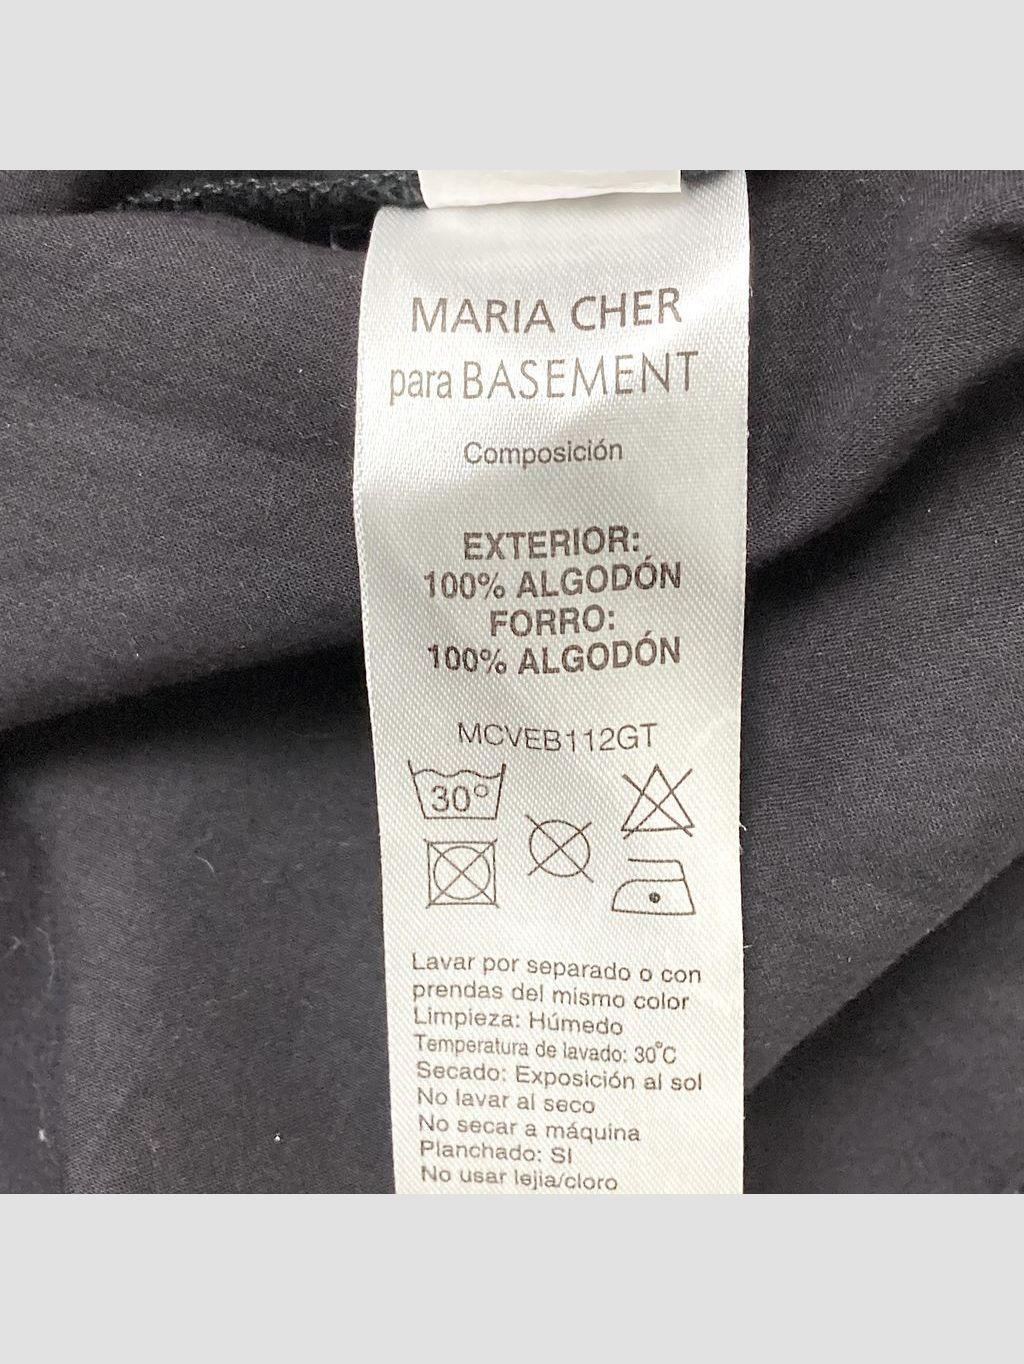 MARIA CHER
para BASEMENT
Composición
EXTERIOR:
100% ALGODÓN
FORRO:
100% ALGODÓN
MCVEB112GT
30°
Lavar por separado o con
prendas del mismo color
Limpieza: Húmedo
Temperatura de lavado: 30°C
Secado: Exposición al sol
No lavar al seco
No secar a máquina
Planchado: SI
No usar lejia/cloro